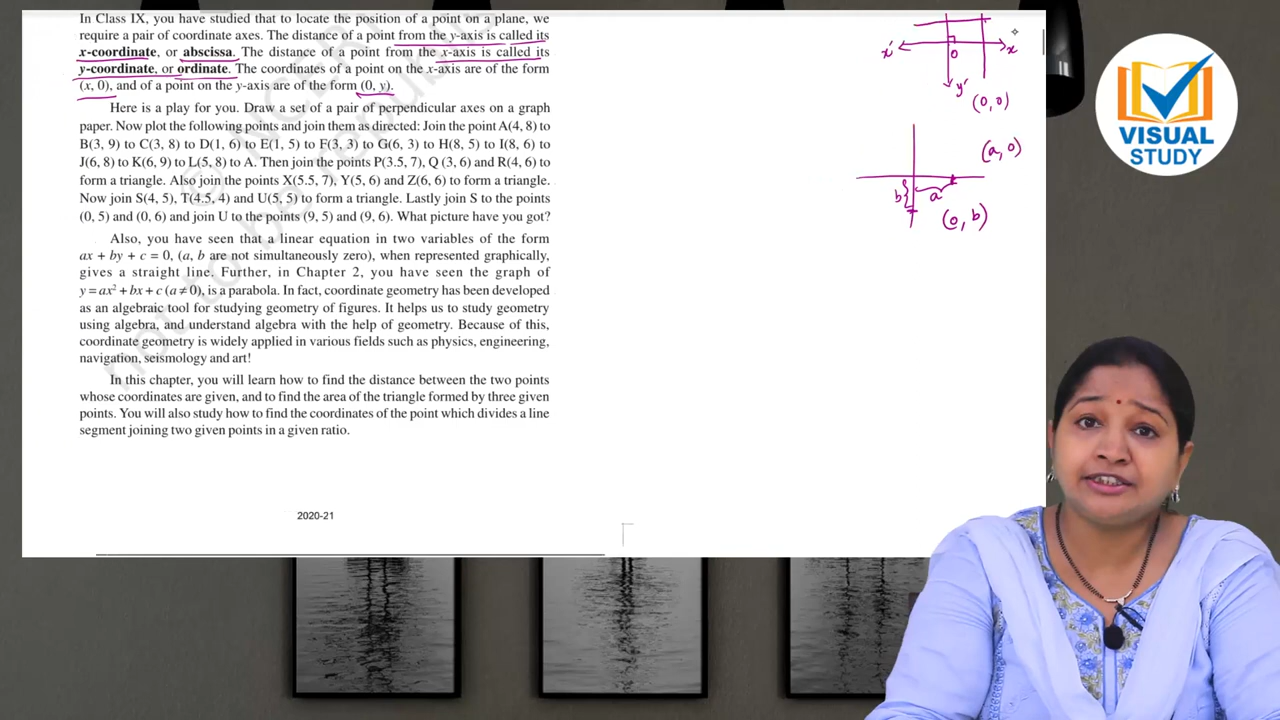 In Class IX, you have studied that to locate the position of a point on a plane, we
require a pair of coordinate axes. The distance of a point from the y-axis is called its
x-coordinate, or abscissa. The distance of a point from the x-axis is called its
y-coordinate, or ordinate. The coordinates of a point on the x-axis are of the form
(x, 0), and of a point on the y-axis are of the form (0, y).
Here is a play for you. Draw a set of a pair of perpendicular axes on a graph
paper. Now plot the following points and join them as directed: Join the point A(4, 8) to
B(3, 9) to C(3, 8) to D(1, 6) to E(1, 5) to F(3, 3) to G(6, 3) to H(8, 5) to I(8, 6) to
J(6, 8) to K(6, 9) to L(5, 8) to A. Then join the points P(3.5, 7), Q (3, 6) and R(4, 6) to
form a triangle. Also join the points X(5.5, 7), Y(5, 6) and Z(6, 6) to form a triangle.
Now join S(4, 5), T(4.5, 4) and U(5, 5) to form a triangle. Lastly join S to the points
(0, 5) and (0, 6) and join U to the points (9, 5) and (9, 6). What picture have you got?
Also, you have seen that a linear equation in two variables of the form
ax + by + c = 0, (a, b are not simultaneously zero), when represented graphically,
gives a straight line. Further, in Chapter 2, you have seen the graph of
y = ax² + bx + c (a ≠ 0), is a parabola. In fact, coordinate geometry has been developed
as an algebraic tool for studying geometry of figures. It helps us to study geometry
using algebra, and understand algebra with the help of geometry. Because of this,
coordinate geometry is widely applied in various fields such as physics, engineering,
navigation, seismology and art!
In this chapter, you will learn how to find the distance between the two points
whose coordinates are given, and to find the area of the triangle formed by three given
points. You will also study how to find the coordinates of the point which divides a line
segment joining two given points in a given ratio.
2020-21
x' x
o
y'
(0, 0)
(a, 0)
b a
(0, b)
VISUAL
STUDY
not to be republ